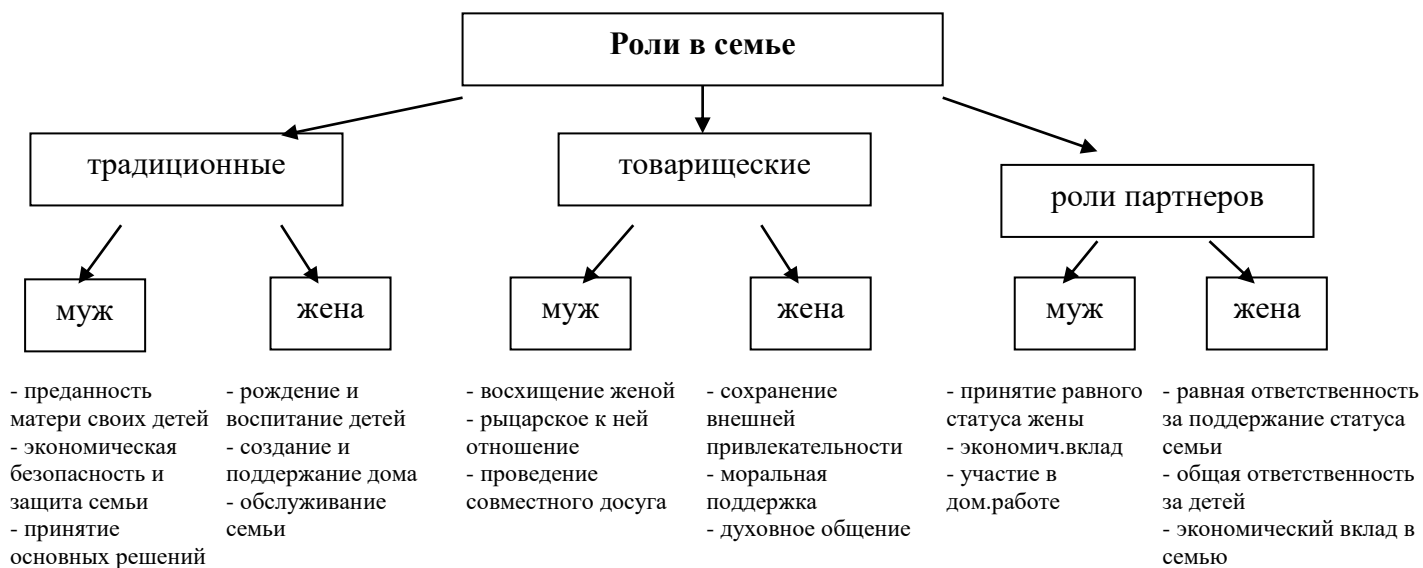 Роли в семье
традиционные
товарищеские
роли партнеров
муж
жена
муж
жена
муж
жена
- преданность
матери своих детей
- экономическая
безопасность и
защита семьи
- принятие
основных решений
- рождение и
воспитание детей
- создание и
поддержание дома
- обслуживание
семьи
- восхищение женой
- рыцарское к ней
отношение
- проведение
совместного досуга
- сохранение
внешней
привлекательности
- моральная
поддержка
- духовное общение
- принятие равного
статуса жены
- экономич.вклад
- участие в
дом.работе
- равная ответственность
за поддержание статуса
семьи
- общая ответственность
за детей
- экономический вклад в
семью